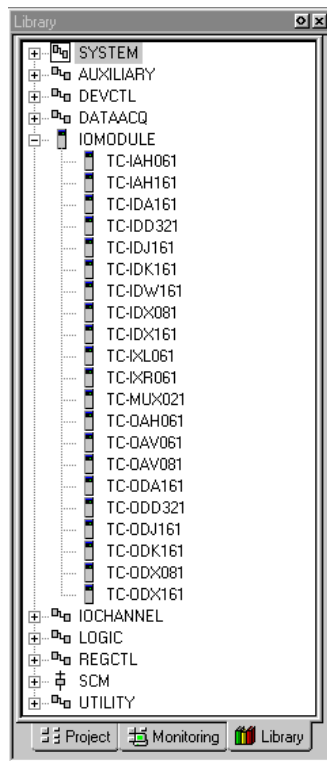 Library
SYSTEM
AUXILIARY
DEVCTL
DATAACQ
IOMODULE
TC-IAH061
TC-IAH161
TC-IDA161
TC-IDD321
TC-IDJ161
TC-IDK161
TC-IDW161
TC-IDX081
TC-IDX161
TC-IXL061
TC-IXR061
TC-MUX021
TC-OAH061
TC-OAV061
TC-OAV081
TC-ODA161
TC-ODD321
TC-ODJ161
TC-ODK161
TC-ODX081
TC-ODX161
IOCHANNEL
LOGIC
REGCTL
SCM
UTILITY
Project Monitoring Library